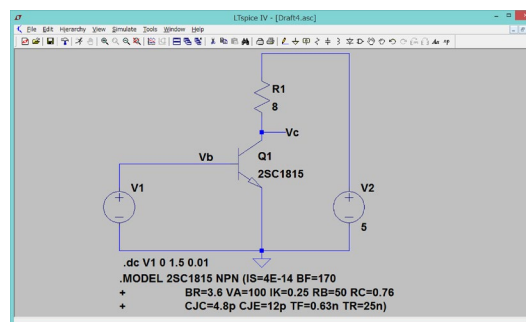 LTspice IV - [Draft4.asc]
File Edit Hierarchy View Simulate Tools Window Help
R1
8
Vc
Vb
Q1
2SC1815
V1
V2
5
.dc V1 0 1.5 0.01
.MODEL 2SC1815 NPN (IS=4E-14 BF=170
+ BR=3.6 VA=100 IK=0.25 RB=50 RC=0.76
+ CJC=4.8p CJE=12p TF=0.63n TR=25n)